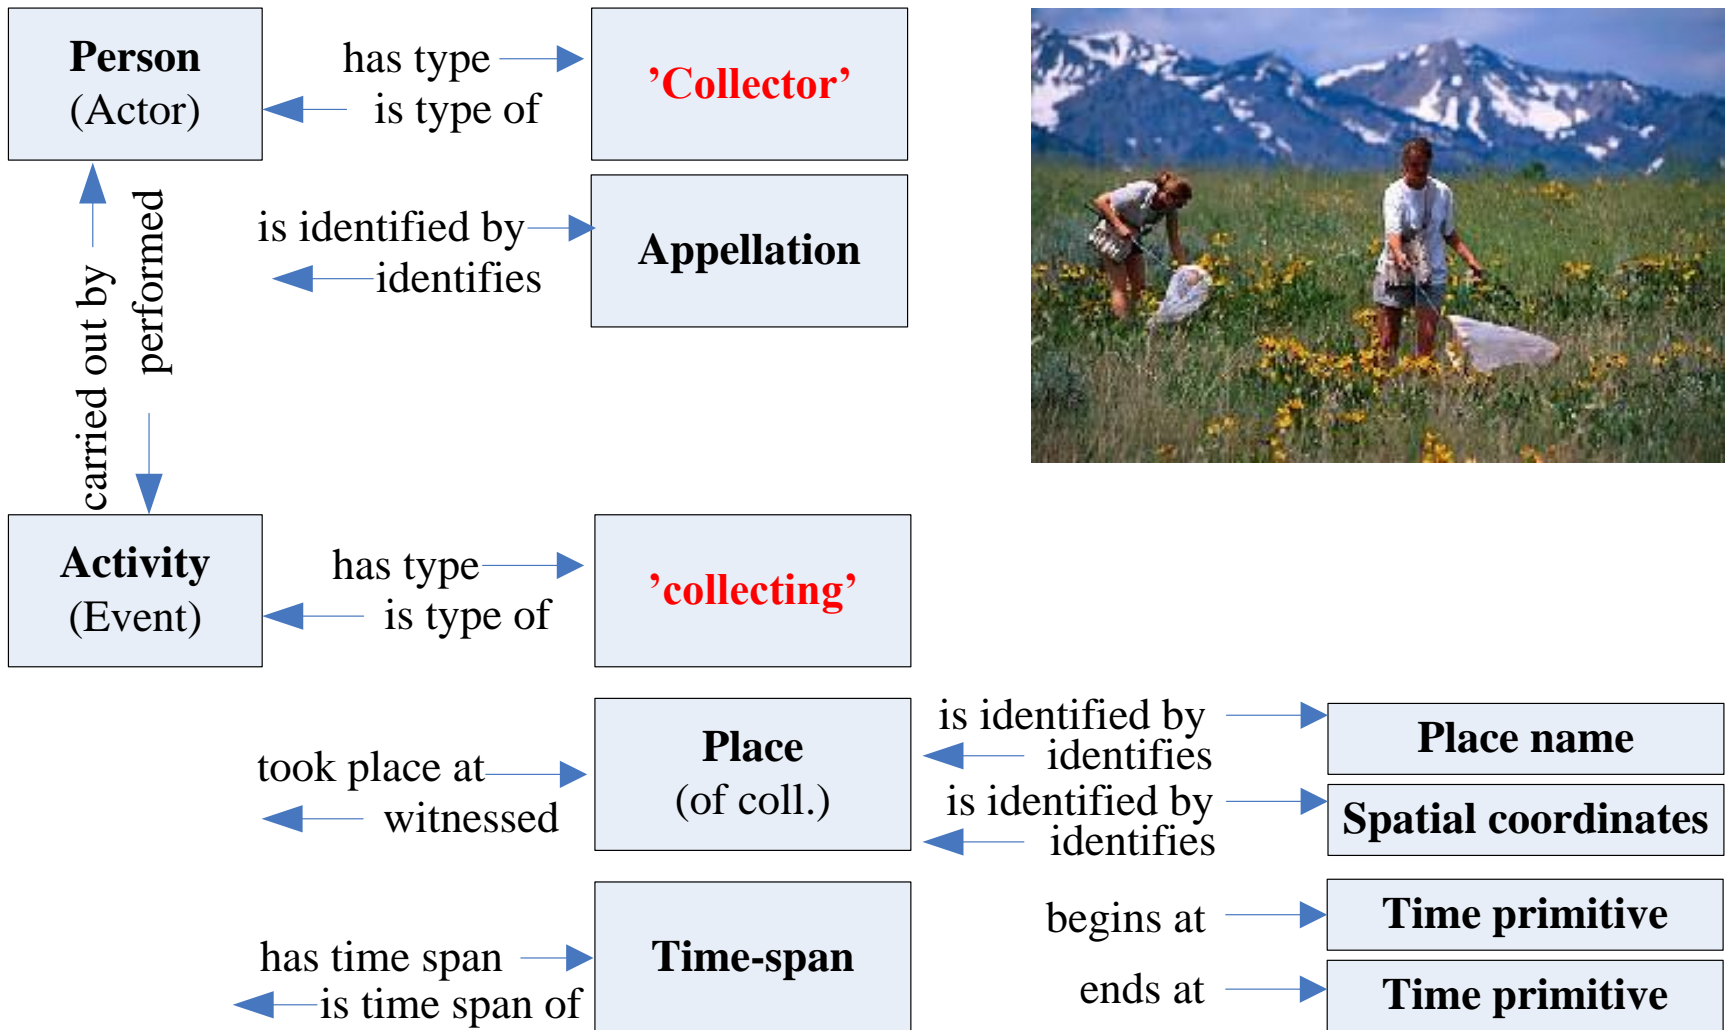 Person
(Actor)
has type
is type of
’Collector’
is identified by
identifies
Appellation
carried out by
performed
Activity
(Event)
has type
is type of
’collecting’
took place at
witnessed
Place
(of coll.)
is identified by
identifies
Place name
is identified by
identifies
Spatial coordinates
has time span
is time span of
Time-span
begins at
Time primitive
ends at
Time primitive